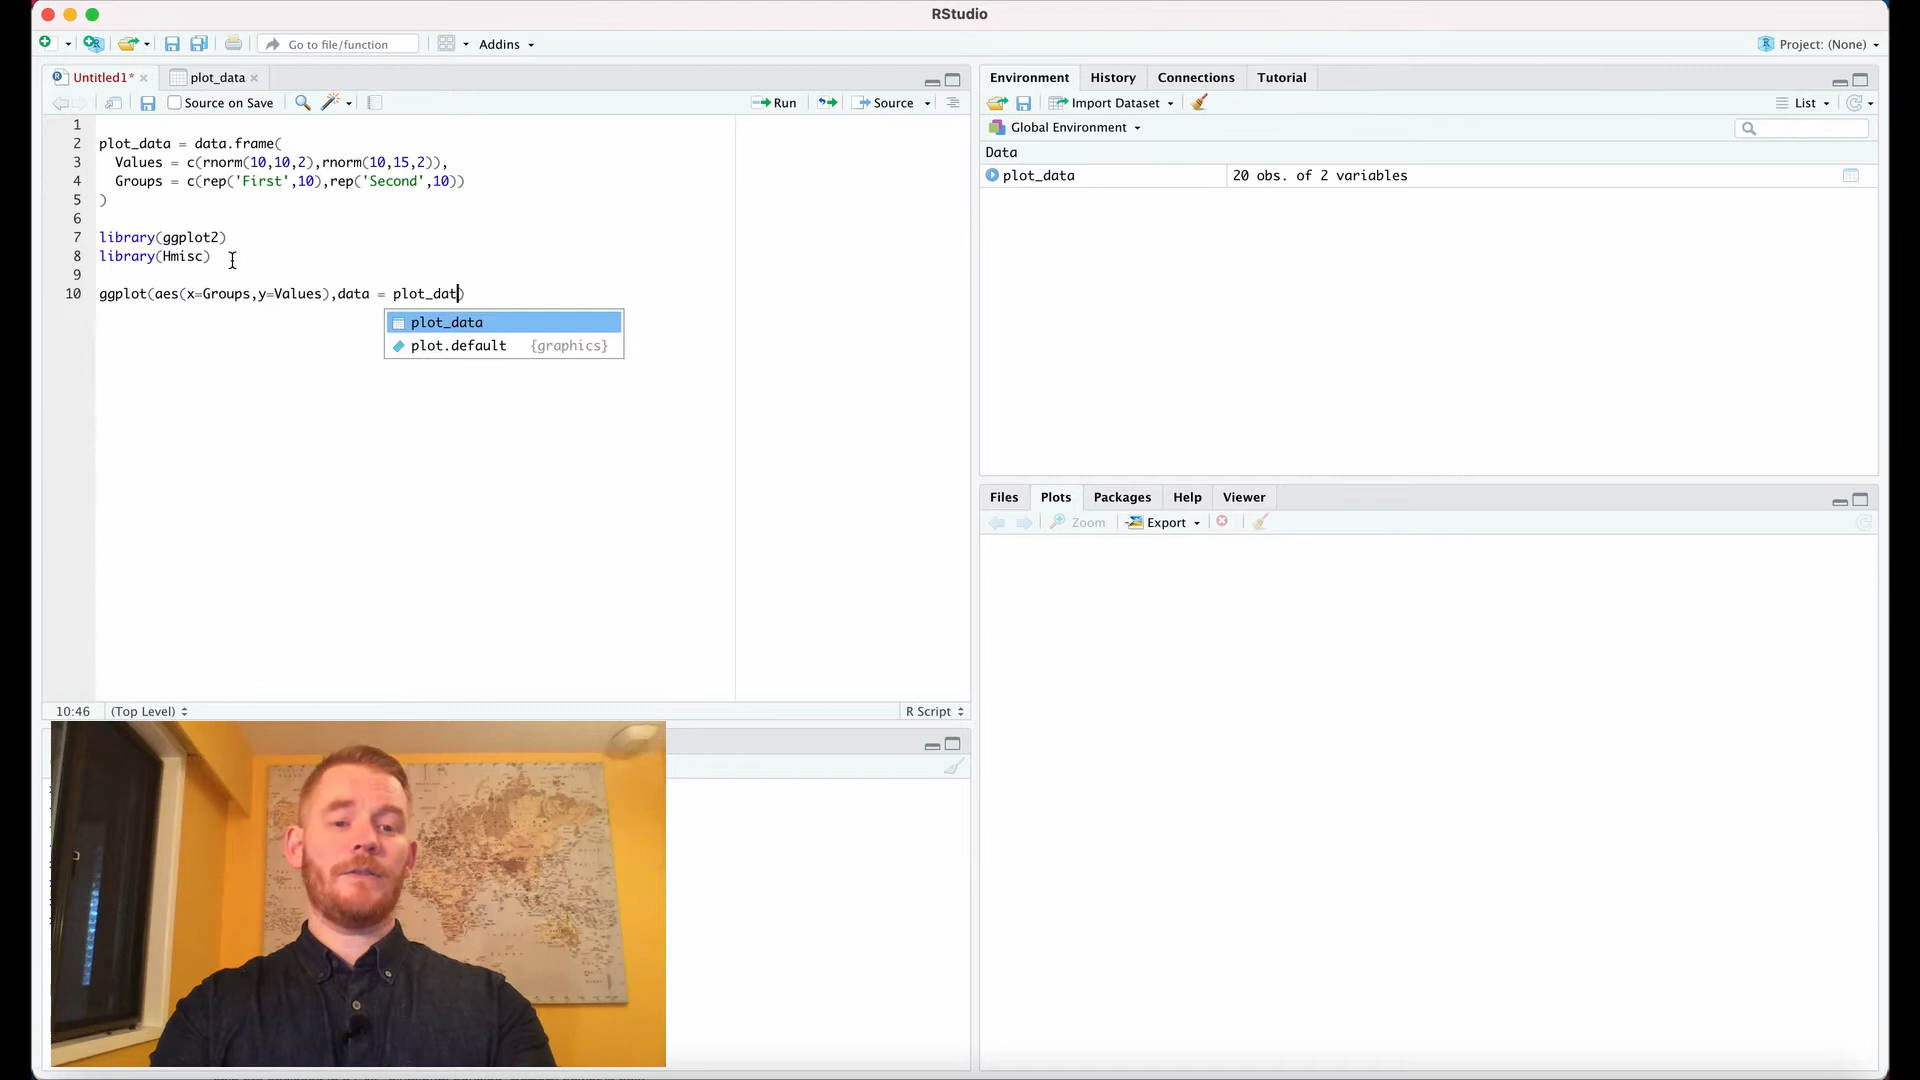 RStudio
Go to file/function
Addins
Project: (None)
Untitled1*
plot_data
Source on Save
Run
Source
1
2 plot_data = data.frame(
3 Values = c(rnorm(10,10,2),rnorm(10,15,2)),
4 Groups = c(rep('First',10),rep('Second',10))
5 )
6
7 library(ggplot2)
8 library(Hmisc)
9
10 ggplot(aes(x=Groups,y=Values),data = plot_dat)
plot_data
plot.default {graphics}
10:46 (Top Level) R Script
Environment History Connections Tutorial
Import Dataset List
Global Environment
Data
plot_data 20 obs. of 2 variables
Files Plots Packages Help Viewer
Zoom Export